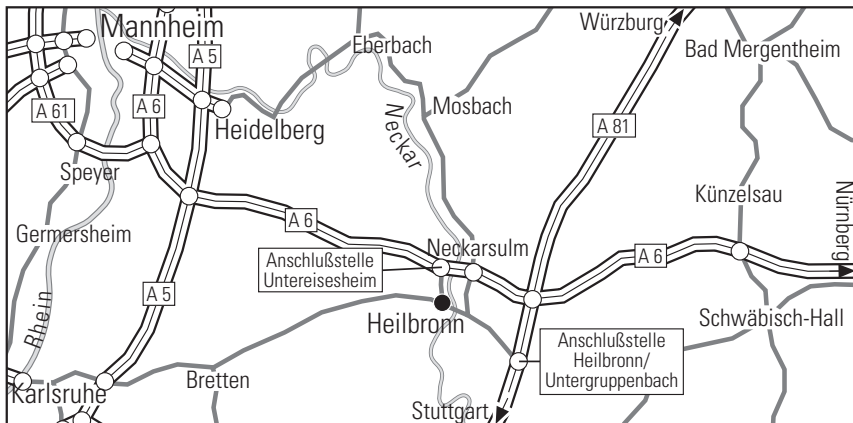 Würzburg
Mannheim
Eberbach
Bad Mergentheim
A 5
A 61
A 6
Mosbach
Heidelberg
Neckar
A 81
Speyer
Künzelsau
Nürnberg
A 6
Germersheim
Neckarsulm
Anschlußstelle
Untereisesheim
A 6
A 5
Rhein
Heilbronn
Schwäbisch-Hall
Anschlußstelle
Heilbronn/
Untergruppenbach
Bretten
Karlsruhe
Stuttgart